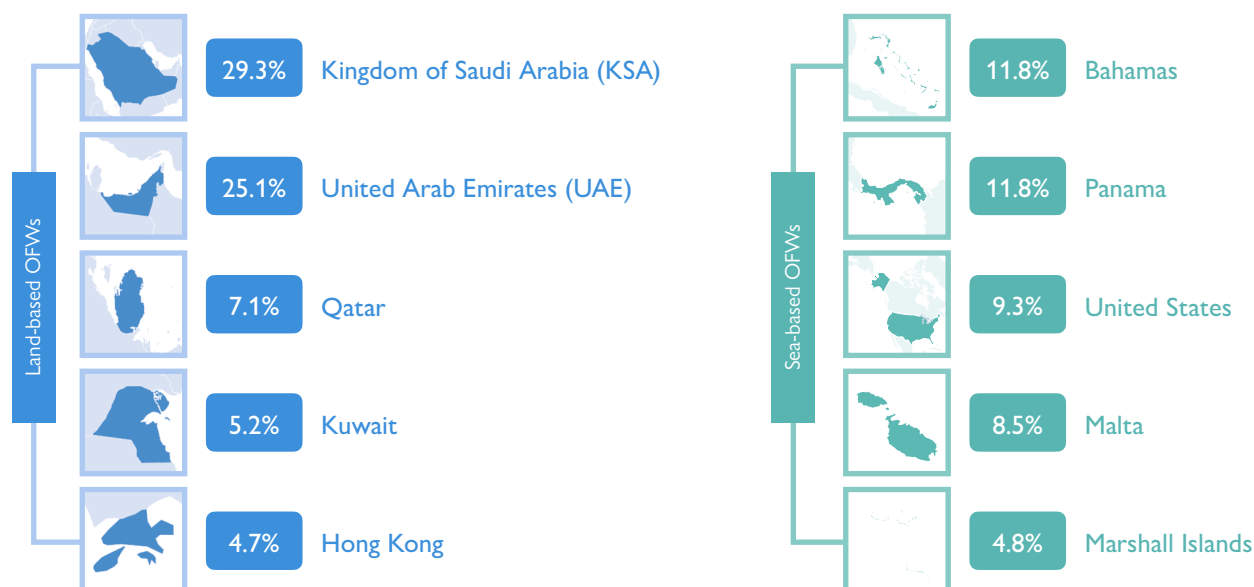 Land-based OFWs
29.3% Kingdom of Saudi Arabia (KSA)
25.1% United Arab Emirates (UAE)
7.1% Qatar
5.2% Kuwait
4.7% Hong Kong
Sea-based OFWs
11.8% Bahamas
11.8% Panama
9.3% United States
8.5% Malta
4.8% Marshall Islands